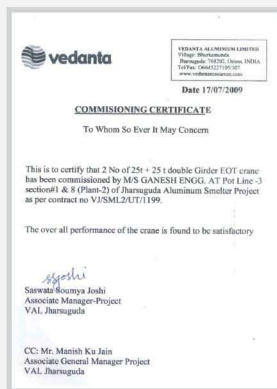 vedanta
VEDANTA ALUMINIUM LIMITED
Village: Bhurkamunda
Jharsuguda- 768202, Orissa, INDIA
www.vedantaresources.com
Date 17/07/2009
COMMISIONING CERTIFICATE
To Whom So Ever It May Concern
This is to certify that 2 No of 25t + 25 t double Girder EOT crane
has been commissioned by M/S GANESH ENGG. AT Pot Line -3
section#1 & 8 (Plant-2) of Jharsuguda Aluminum Smelter Project
as per contract no VJ/SML2/UT/1199.
The over all performance of the crane is found to be satisfactory
Saswata Soumya Joshi
Associate Manager-Project
VAL Jharsuguda
CC: Mr. Manish Ku Jain
Associate General Manager Project
VAL Jharsuguda